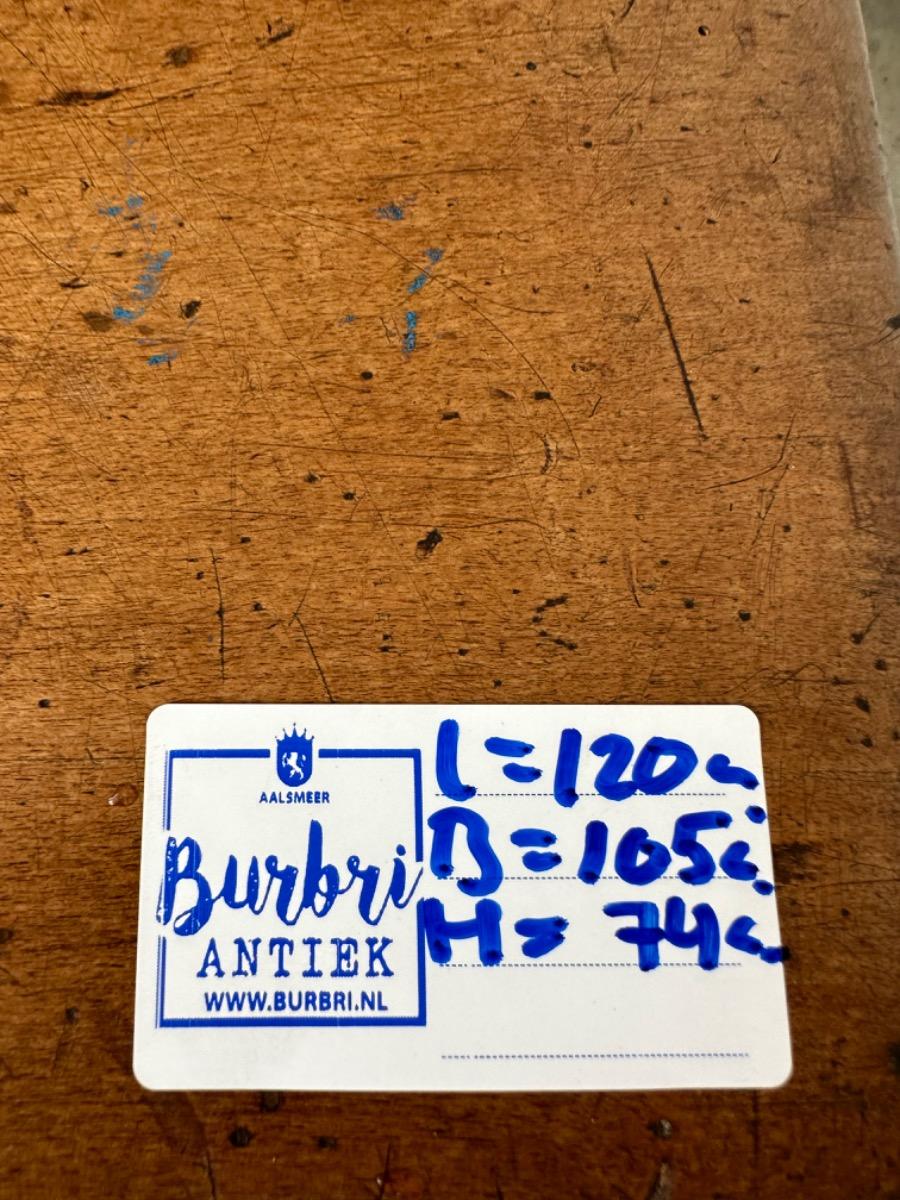 AALSMEER
Burbri
ANTIEK
WWW.BURBRI.NL
L=120c
B=105c
H= 74c